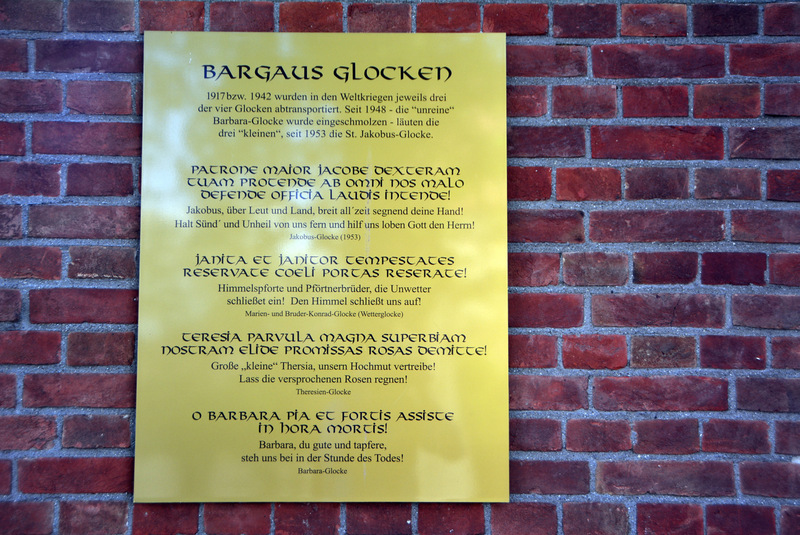 BARGAUS GLOCKEN
1917 bzw. 1942 wurden in den Weltkriegen jeweils drei
der vier Glocken abtransportiert. Seit 1948 - die “unreine”
Barbara-Glocke wurde eingeschmolzen - läuten die
drei “kleinen“, seit 1953 die St. Jakobus-Glocke.
PATRONE MAIOR JACOBE DEXTERAM
TUAM PROTENDE AB OMNI NOS MALO
DEFENDE OFFICIA LAUDIS INTENDE!
Jakobus, über Leut und Land, breit all´zeit segnend deine Hand!
Halt Sünd´ und Unheil von uns fern und hilf uns loben Gott den Herrn!
Jakobus-Glocke (1953)
JANITA ET JANITOR TEMPESTATES
RESERVATE COELI PORTAS RESERATE!
Himmelspforte und Pförtnerbrüder, die Unwetter
schließet ein! Den Himmel schließt uns auf!
Marien- und Bruder-Konrad-Glocke (Wetterglocke)
TERESIA PARVULA MAGNA SUPERBIAM
NOSTRAM ELIDE PROMISSAS ROSAS DEMITTE!
Große „kleine“ Thersia, unsern Hochmut vertreibe!
Lass die versprochenen Rosen regnen!
Theresien-Glocke
O BARBARA PIA ET FORTIS ASSISTE
IN HORA MORTIS!
Barbara, du gute und tapfere,
steh uns bei in der Stunde des Todes!
Barbara-Glocke